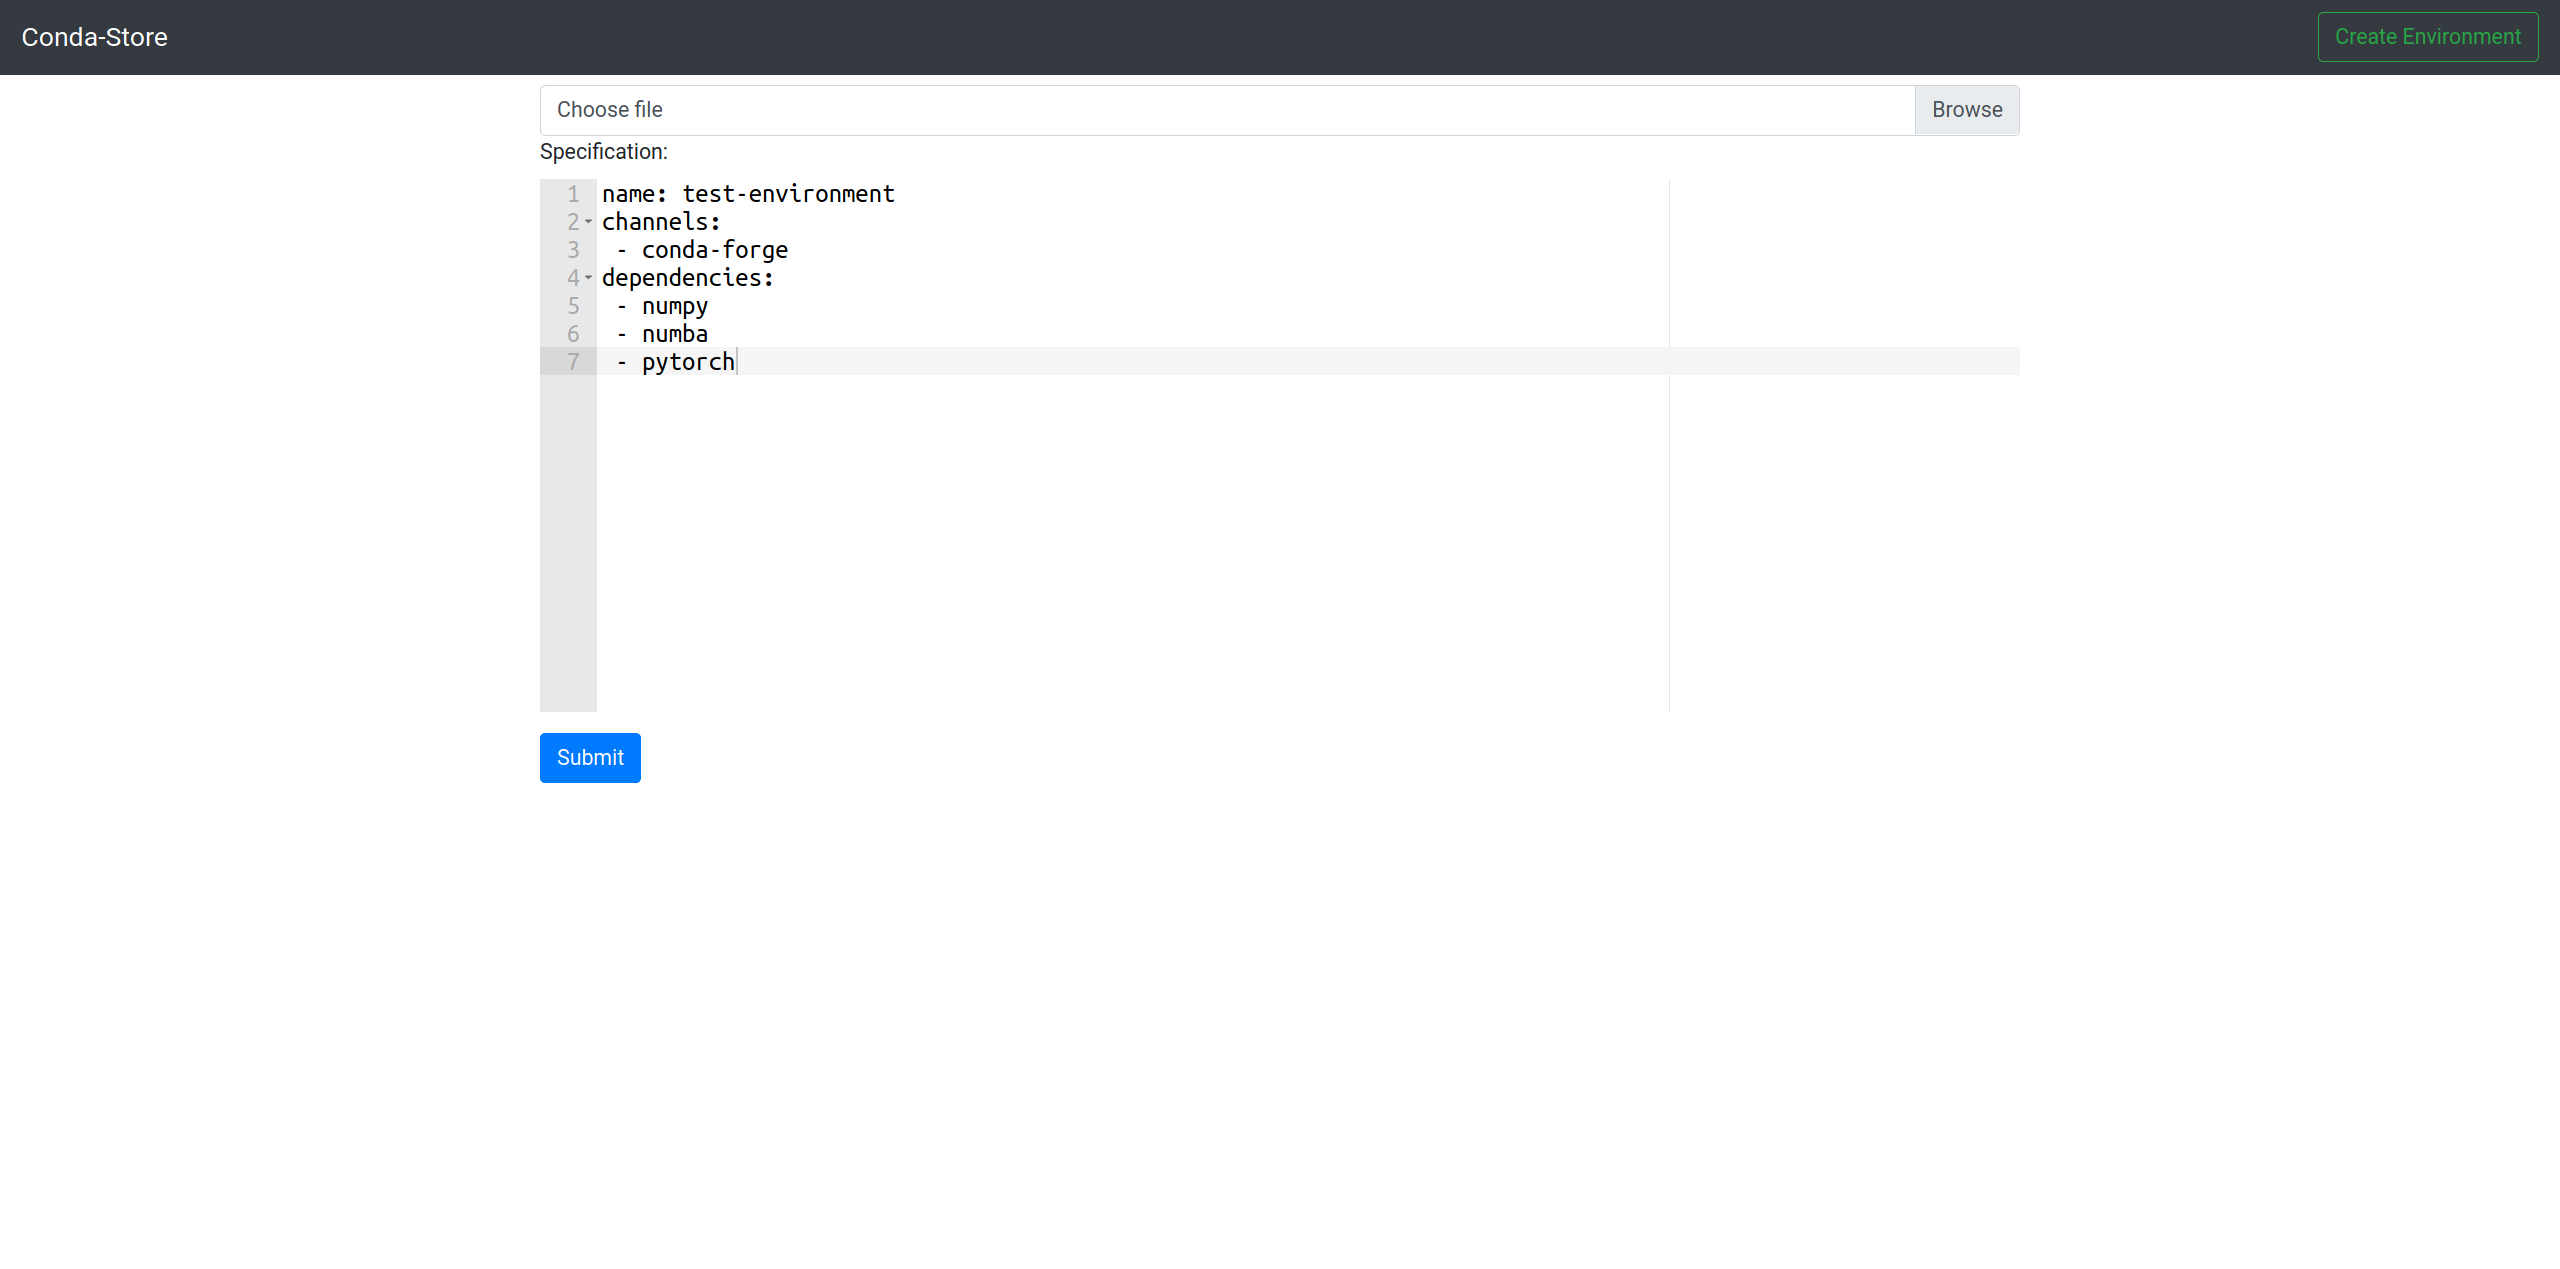 Conda-Store
Create Environment
Choose file
Browse
Specification:
1 name: test-environment
2 channels:
3  - conda-forge
4 dependencies:
5  - numpy
6  - numba
7  - pytorch
Submit